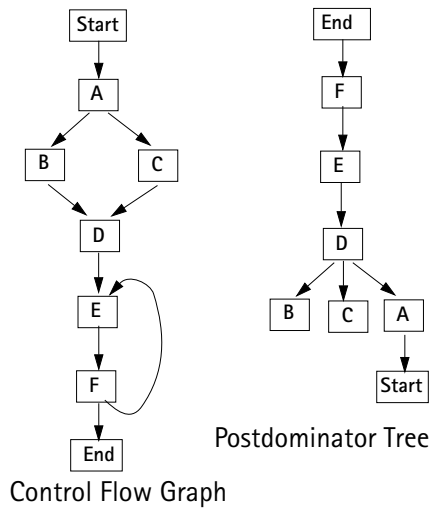 Start
A
B
C
D
E
F
End
Control Flow Graph
End
F
E
D
B
C
A
Start
Postdominator Tree